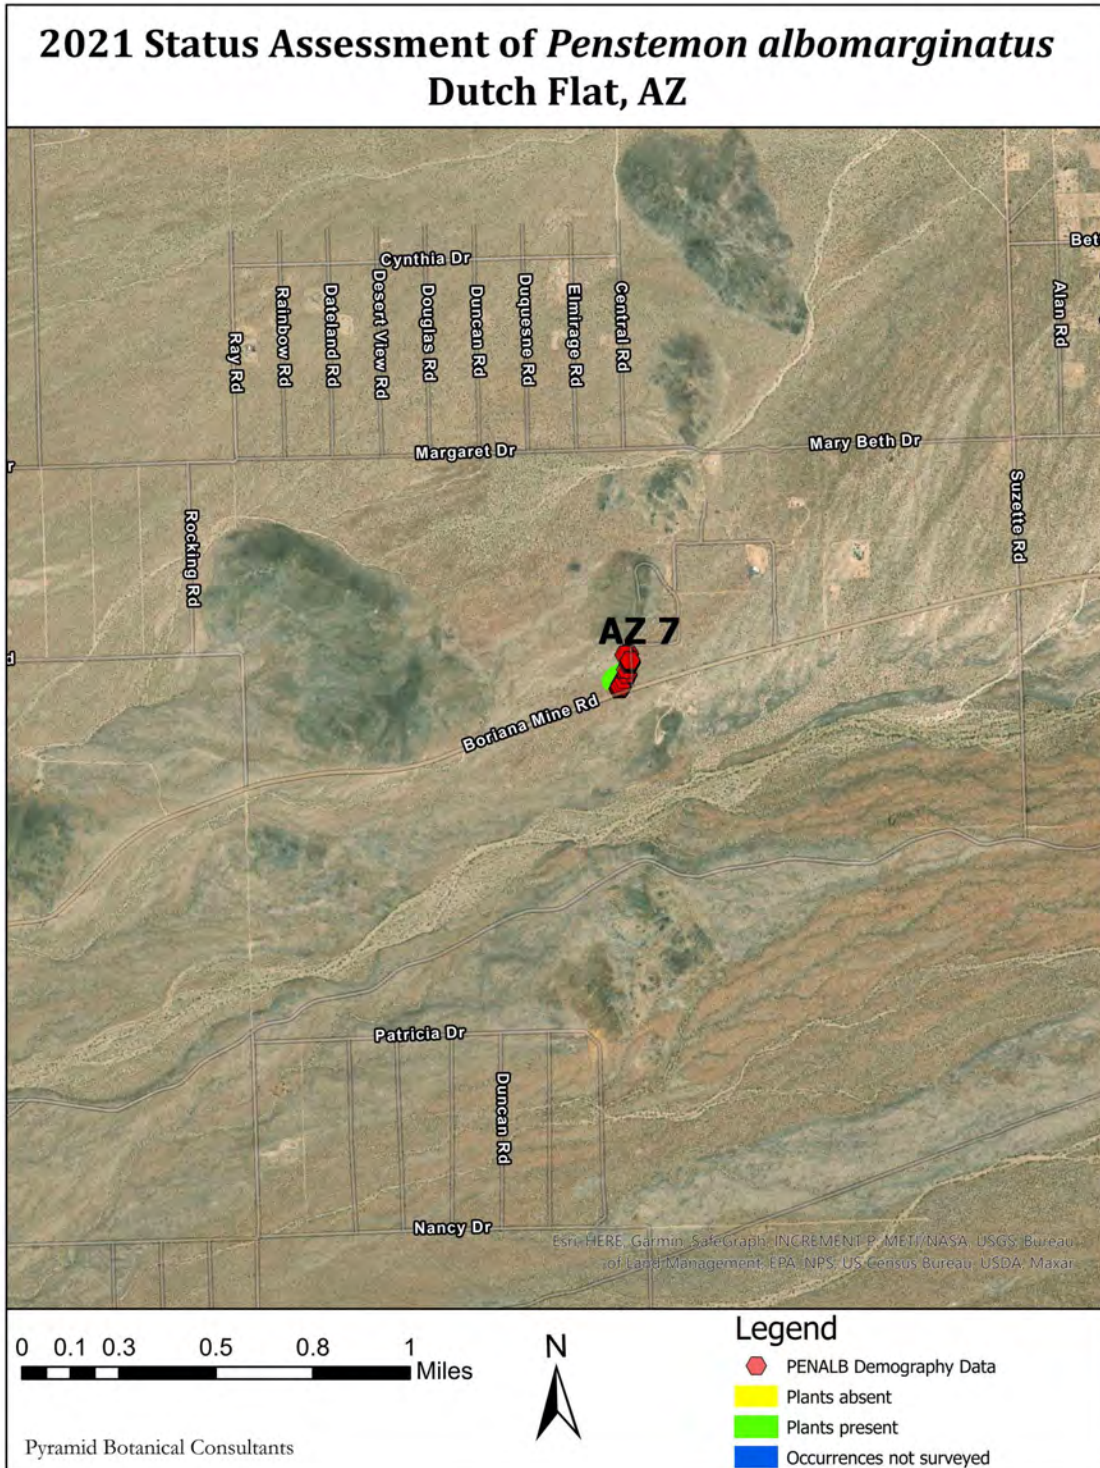 2021 Status Assessment of Penstemon albomarginatus
Dutch Flat, AZ
Cynthia Dr
Bet
Ray Rd
Rainbow Rd
Dateland Rd
Desert View Rd
Douglas Rd
Duncan Rd
Duquesne Rd
Elmirage Rd
Central Rd
Alan Rd
r
Margaret Dr
Mary Beth Dr
Rocking Rd
Suzette Rd
AZ 7
d
Boriana Mine Rd
Patricia Dr
Duncan Rd
Nancy Dr
Esri, HERE, Garmin, SafeGraph, INCREMENT P, METI/NASA, USGS, Bureau
of Land Management, EPA, NPS, US Census Bureau, USDA, Maxar
0 0.1 0.3 0.5 0.8 1
Miles
N
Pyramid Botanical Consultants
Legend
PENALB Demography Data
Plants absent
Plants present
Occurrences not surveyed